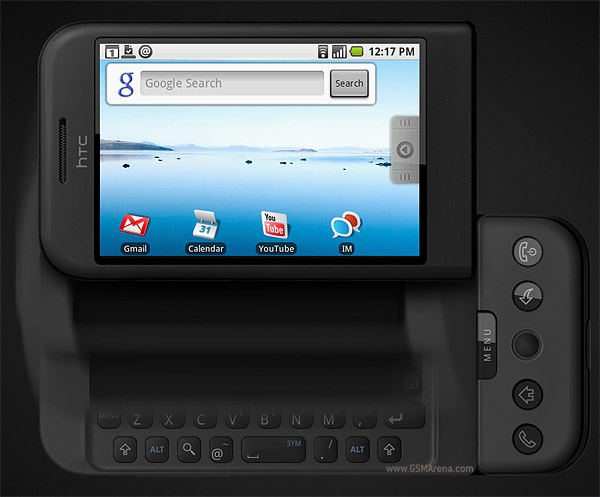 1 @ 12:17 PM
g Google Search Search
hTC
31 You Tube
Gmail Calendar YouTube IM
MENU
MENU Z X C V B N M ,
ALT @ ~ SYM . / ALT
www.GSMArena.com